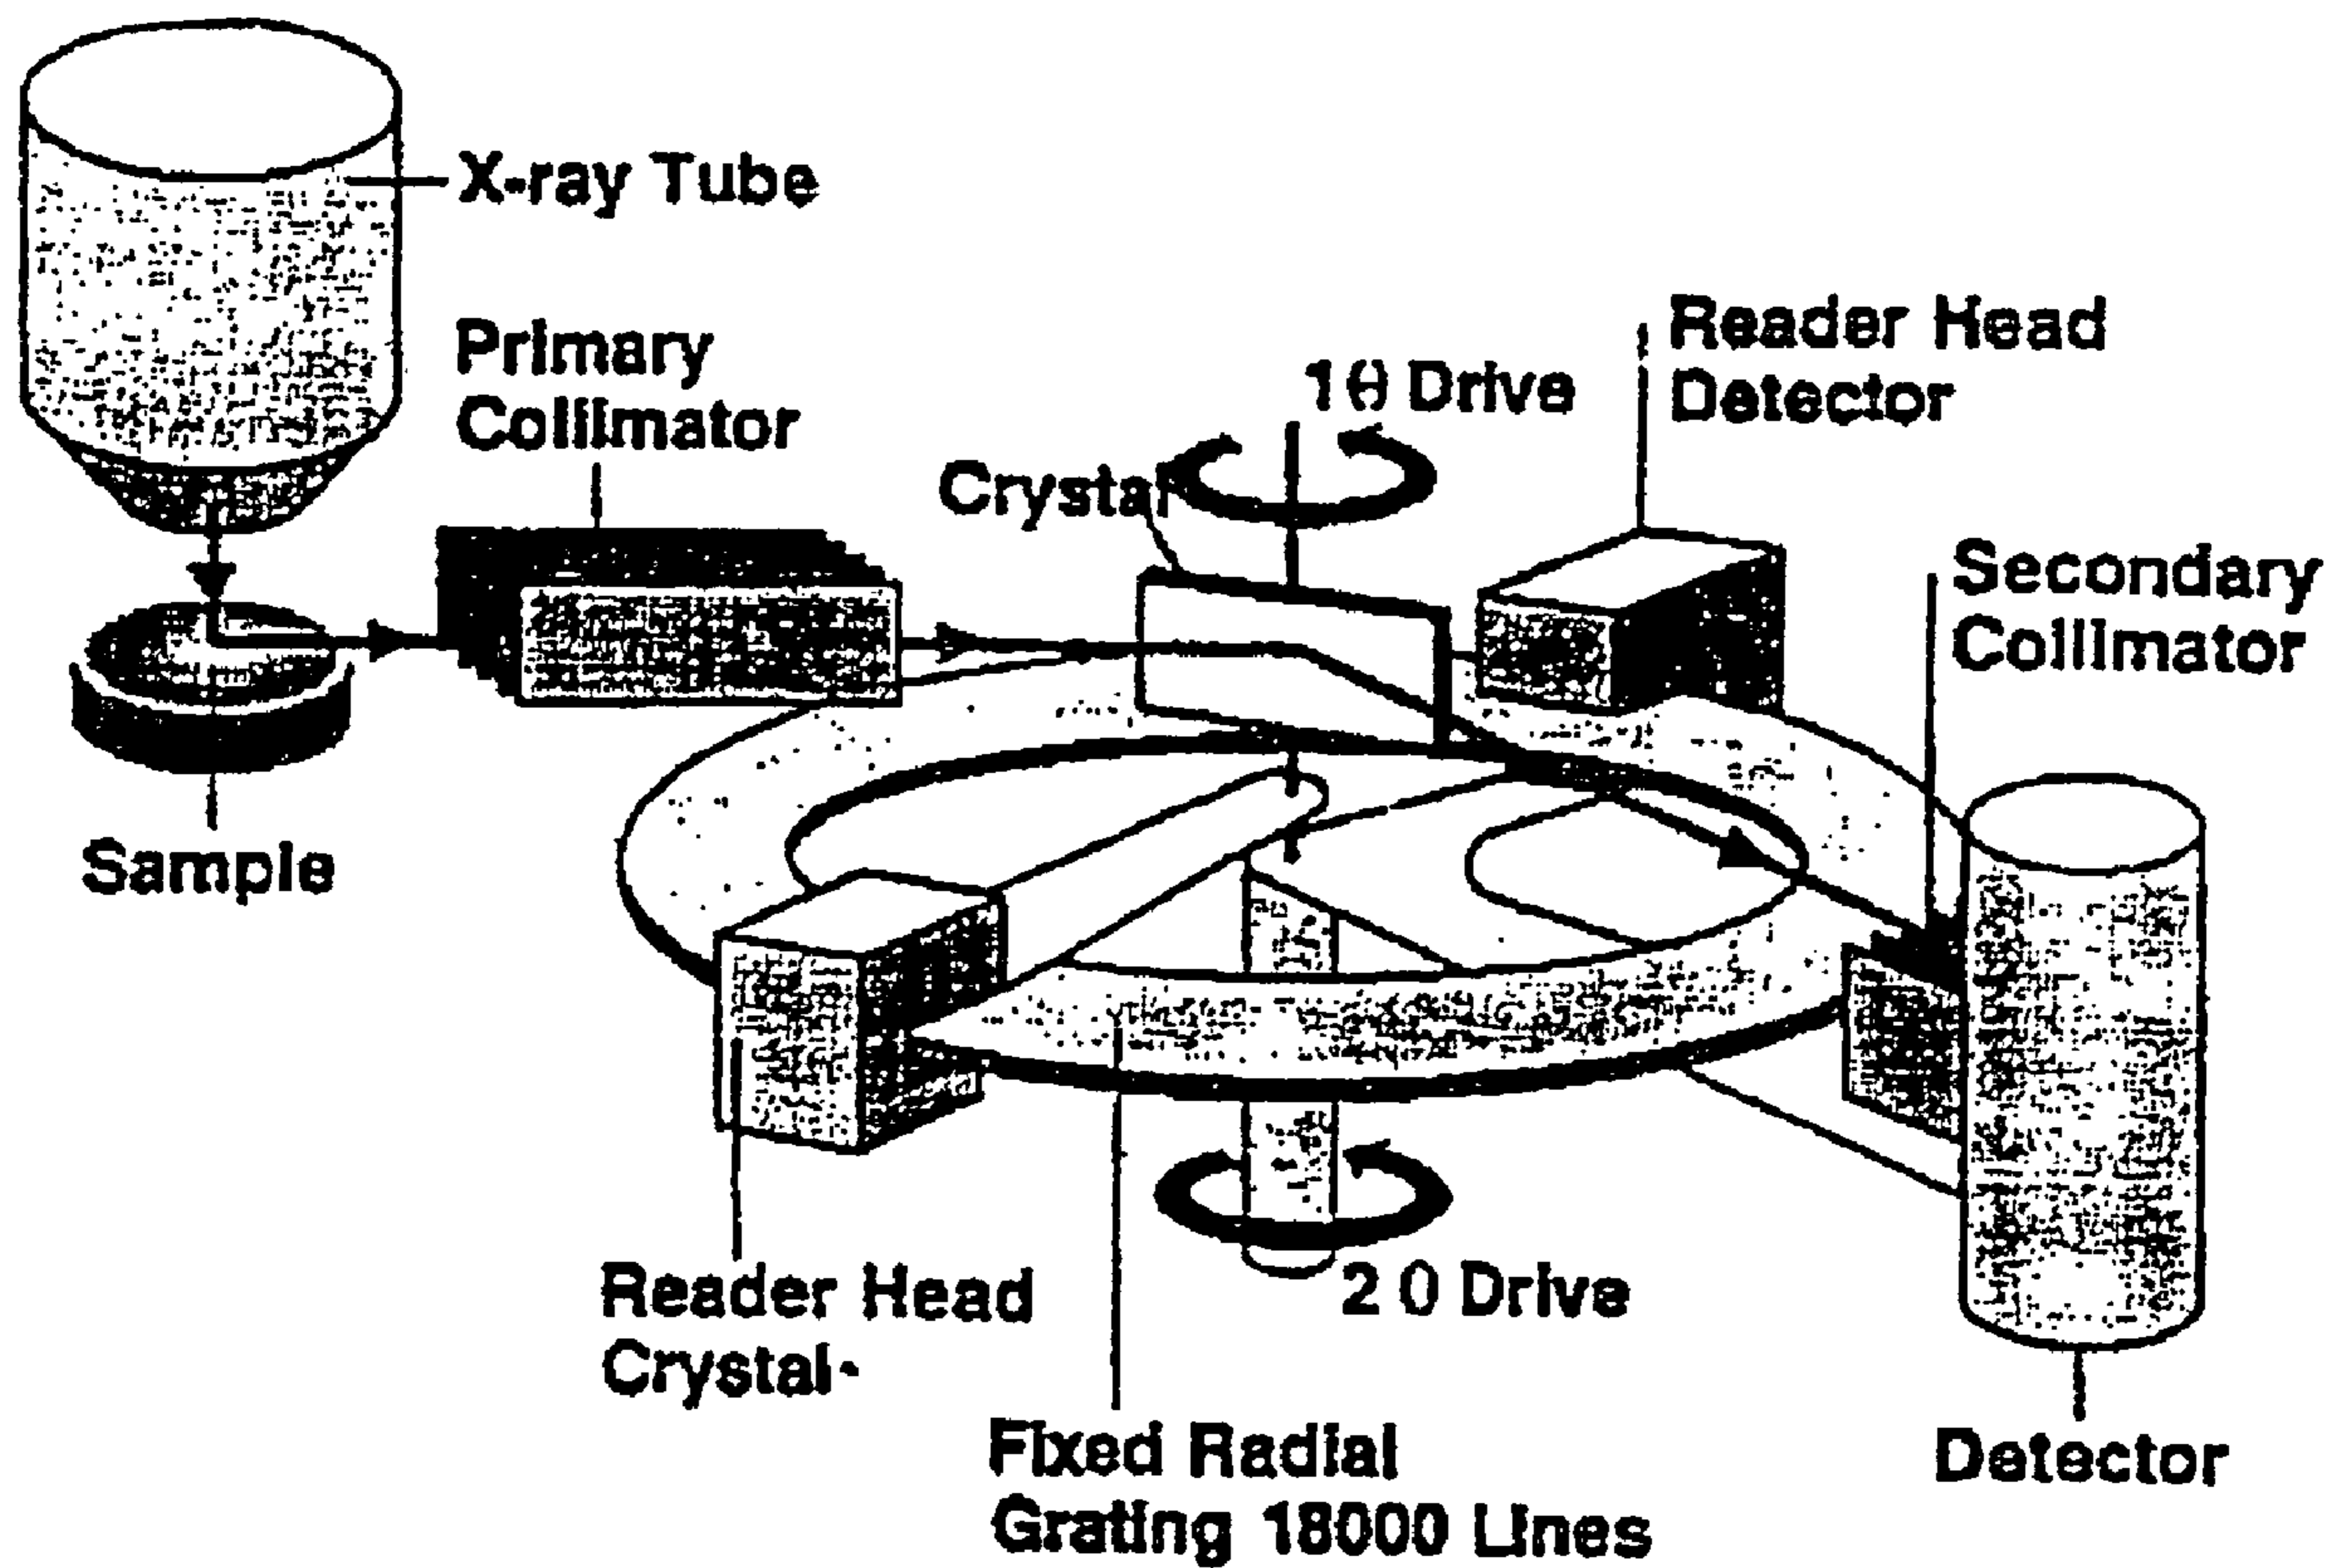 X-ray Tube
Primary
Collimator
1θ Drive
Reader Head
Detector
Crystal
Secondary
Collimator
Sample
Reader Head
Crystal
2 0 Drive
Fixed Radial
Grating 18000 Lines
Detector